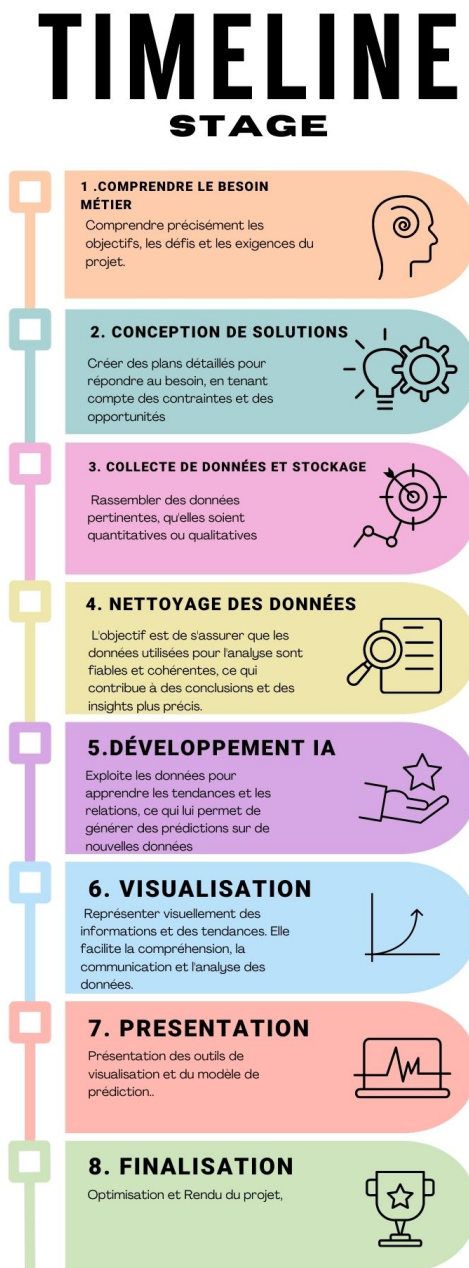 TIMELINE
STAGE
1 .COMPRENDRE LE BESOIN
MÉTIER
Comprendre précisément les
objectifs, les défis et les exigences du
projet.
2. CONCEPTION DE SOLUTIONS
Créer des plans détaillés pour
répondre au besoin, en tenant
compte des contraintes et des
opportunités
3. COLLECTE DE DONNÉES ET STOCKAGE
Rassembler des données
pertinentes, qu'elles soient
quantitatives ou qualitatives
4. NETTOYAGE DES DONNÉES
L'objectif est de s'assurer que les
données utilisées pour l'analyse sont
fiables et cohérentes, ce qui
contribue à des conclusions et des
insights plus précis.
5.DÉVELOPPEMENT IA
Exploite les données pour
apprendre les tendances et les
relations, ce qui lui permet de
générer des prédictions sur de
nouvelles données
6. VISUALISATION
Représenter visuellement des
informations et des tendances. Elle
facilite la compréhension, la
communication et l'analyse des
données.
7. PRESENTATION
Présentation des outils de
visualisation et du modèle de
prédiction..
8. FINALISATION
Optimisation et Rendu du projet,